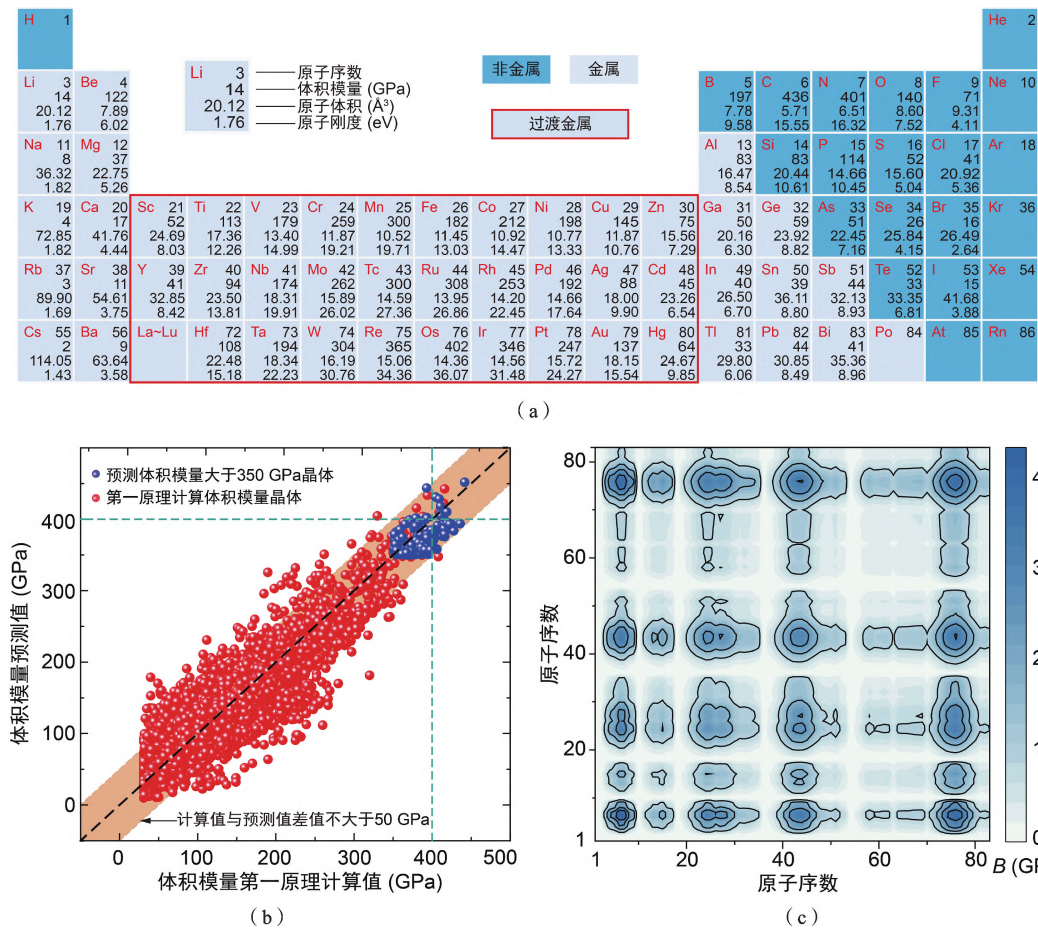 H 1 He 2
Li 3 Be 4 Li 3 原子序数 非金属 金属 B 5 C 6 N 7 O 8 F 9 Ne 10
14 122 14 体积模量 (GPa) 197 436 401 140 71
20.12 7.89 20.12 原子体积 (Å³) 7.78 5.71 6.51 8.60 9.31
1.76 6.02 1.76 原子刚度 (eV) 过渡金属 9.58 15.55 16.32 7.52 4.11
Na 11 Mg 12 Al 13 Si 14 P 15 S 16 Cl 17 Ar 18
8 37 83 83 114 52 41
36.32 22.75 16.47 20.44 14.66 15.60 20.92
1.82 5.26 8.54 10.61 10.45 5.04 5.36
K 19 Ca 20 Sc 21 Ti 22 V 23 Cr 24 Mn 25 Fe 26 Co 27 Ni 28 Cu 29 Zn 30 Ga 31 Ge 32 As 33 Se 34 Br 35 Kr 36
4 17 52 113 179 259 300 182 212 198 145 75 50 59 51 26 16
72.85 41.76 24.69 17.36 13.40 11.87 10.52 11.45 10.92 10.77 11.87 15.56 20.16 23.92 22.45 25.84 26.49
1.82 4.44 8.03 12.26 14.99 19.21 19.71 13.03 14.47 13.33 10.76 7.29 6.30 8.82 7.16 4.15 2.64
Rb 37 Sr 38 Y 39 Zr 40 Nb 41 Mo 42 Tc 43 Ru 44 Rh 45 Pd 46 Ag 47 Cd 48 In 49 Sn 50 Sb 51 Te 52 I 53 Xe 54
3 11 41 94 174 262 300 308 253 192 88 45 40 39 44 33 15
89.90 54.61 32.85 23.50 18.31 15.89 14.59 13.95 14.20 14.66 18.00 23.26 26.50 36.11 32.13 33.35 41.68
1.69 3.75 8.42 13.81 19.91 26.02 27.36 26.86 22.45 17.64 9.90 6.54 6.70 8.80 8.93 6.81 3.88
Cs 55 Ba 56 La~Lu Hf 72 Ta 73 W 74 Re 75 Os 76 Ir 77 Pt 78 Au 79 Hg 80 Tl 81 Pb 82 Bi 83 Po 84 At 85 Rn 86
2 9 108 194 304 365 402 346 247 137 64 33 44 41
114.05 63.64 22.48 18.34 16.19 15.06 14.36 14.56 15.72 18.15 24.67 29.80 30.85 35.36
1.43 3.58 15.18 22.23 30.76 34.36 36.07 31.48 24.27 15.54 9.85 6.06 8.49 8.96
（a）
预测体积模量大于350 GPa晶体
第一原理计算体积模量晶体
400
300
200
100
0
体积模量预测值 (GPa)
计算值与预测值差值不大于50 GPa
0 100 200 300 400 500
体积模量第一原理计算值 (GPa)
（b）
83
60
40
20
1
原子序数
1 20 40 60 83
原子序数
4
3
2
1
0
B (GP
（c）